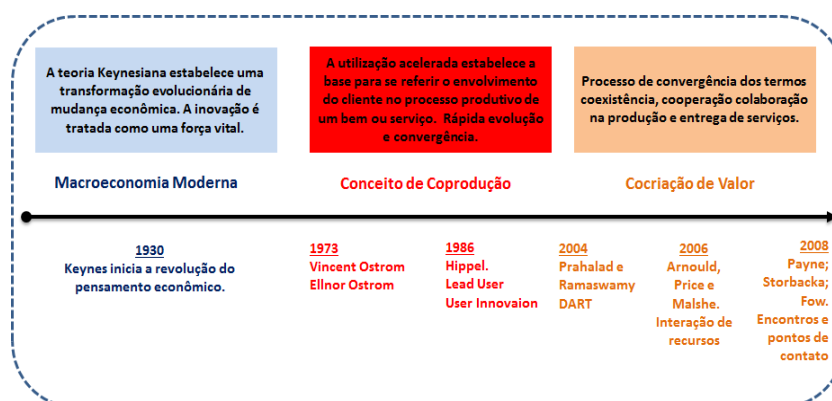 A teoria Keynesiana estabelece uma
transformação evolucionária de
mudança econômica. A inovação é
tratada como uma força vital.
A utilização acelerada estabelece a
base para se referir o envolvimento
do cliente no processo produtivo de
um bem ou serviço. Rápida evolução
e convergência.
Processo de convergência dos termos
coexistência, cooperação colaboração
na produção e entrega de serviços.
Macroeconomia Moderna
Conceito de Coprodução
Cocriação de Valor
1930
Keynes inicia a revolução do
pensamento econômico.
1973
Vincent Ostrom
Ellnor Ostrom
1986
Hippel.
Lead User
User Innovaion
2004
Prahalad e
Ramaswamy
DART
2006
Arnould,
Price e
Malshe.
Interação de
recursos
2008
Payne;
Storbacka;
Fow.
Encontros e
pontos de
contato